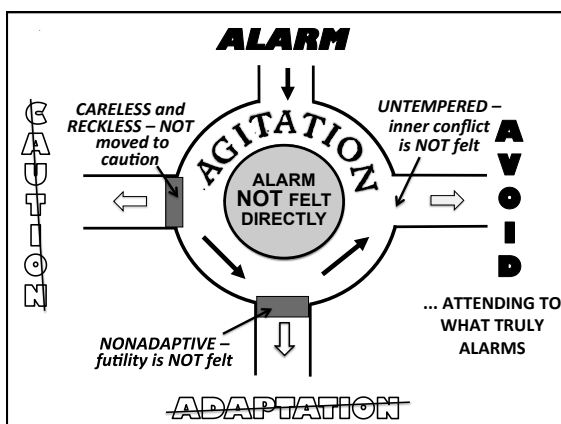 ALARM
CARELESS and
RECKLESS – NOT
moved to
caution
UNTEMPERED –
inner conflict
is NOT felt
CAUTION
AGITATION
ALARM
NOT FELT
DIRECTLY
AVOID
... ATTENDING TO
WHAT TRULY
ALARMS
NONADAPTIVE –
futility is NOT felt
ADAPTATION